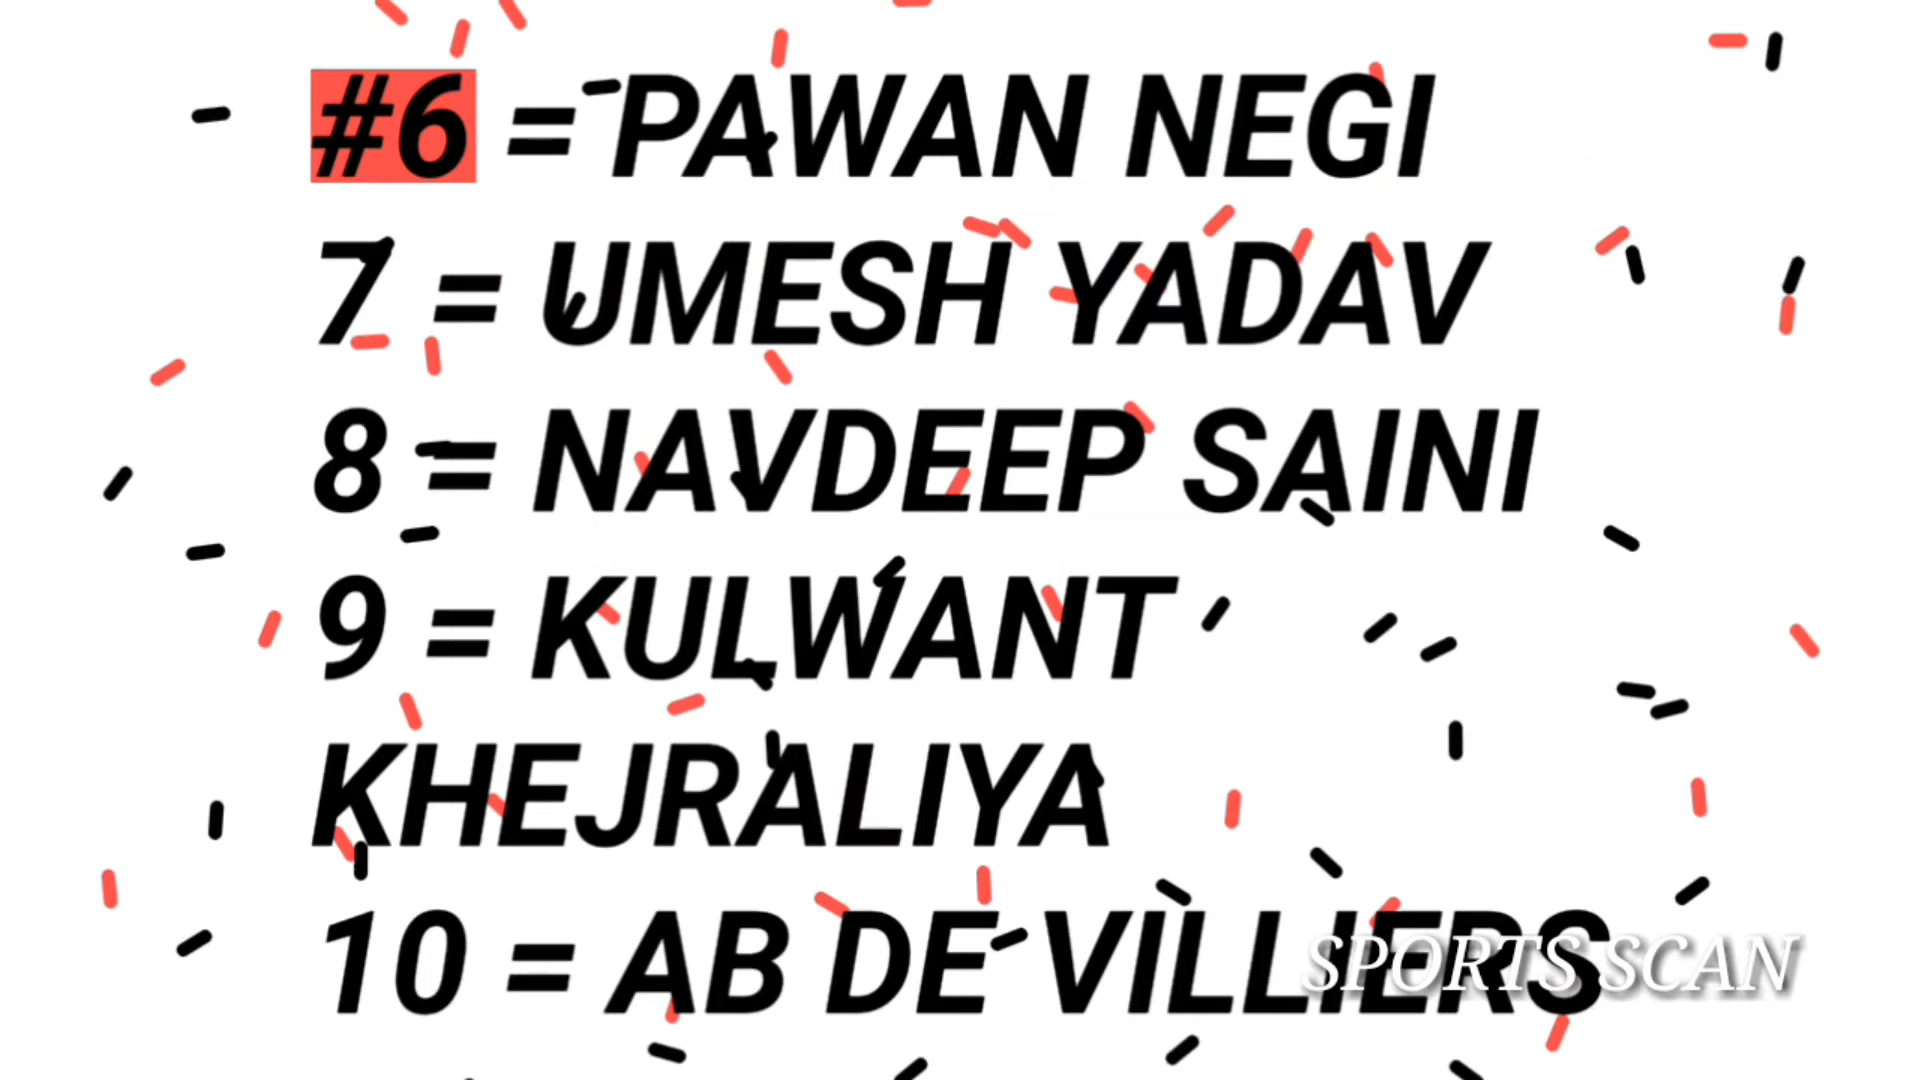 #6 = PAWAN NEGI
7 = UMESH YADAV
8 = NAVDEEP SAINI
9 = KULWANT
KHEJRALIYA
10 = AB DE VILLIERS
SPORTS SCAN